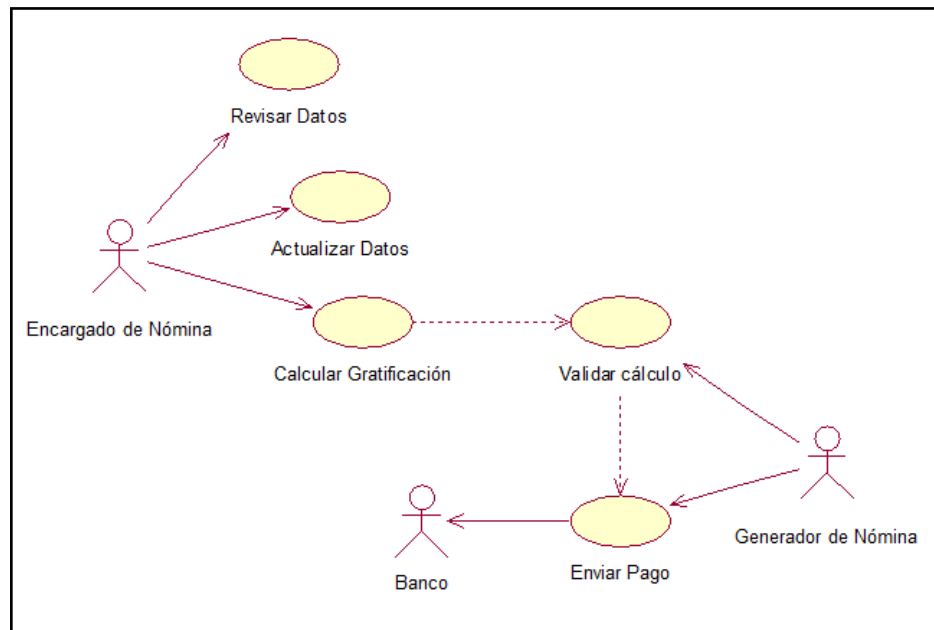 Revisar Datos
Actualizar Datos
Encargado de Nómina
Calcular Gratificación
Validar cálculo
Generador de Nómina
Banco
Enviar Pago